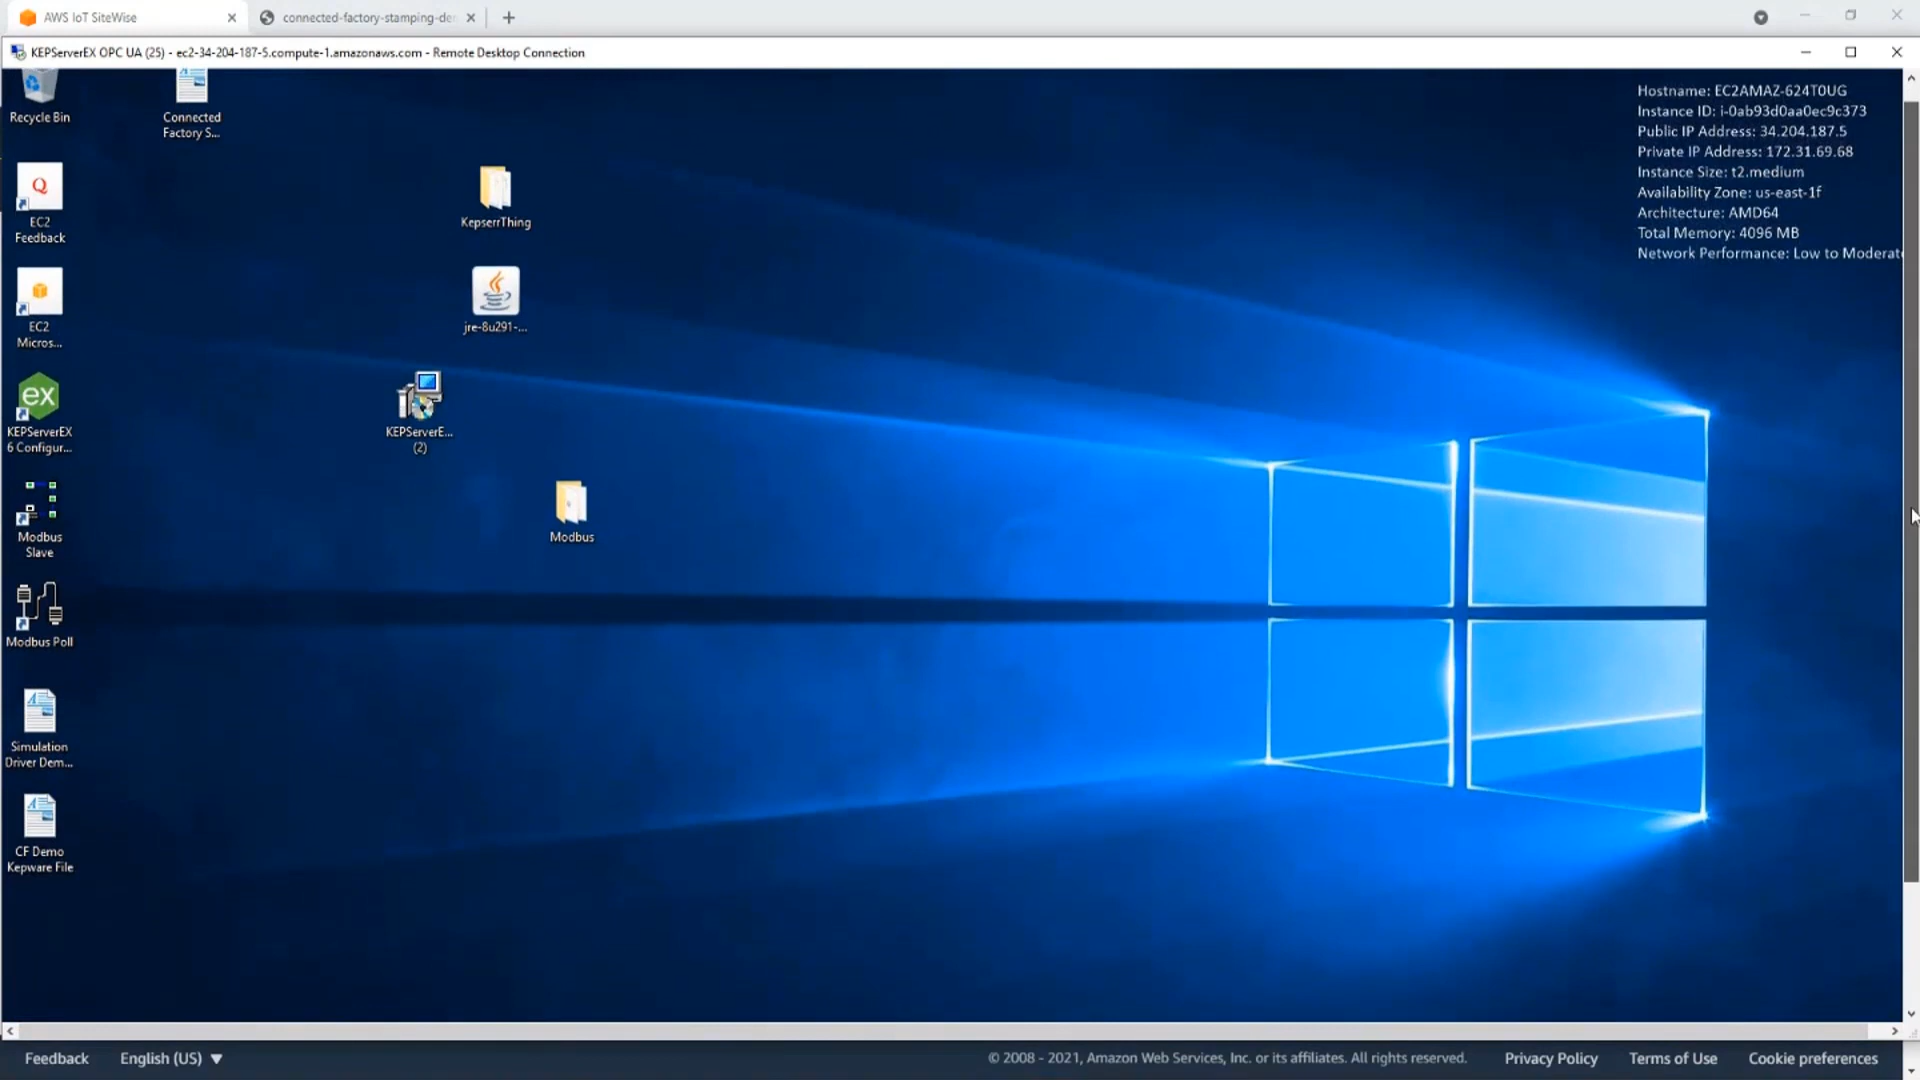 AWS IoT SiteWise
connected-factory-stamping-de
KEPServerEX OPC UA (25) - ec2-34-204-187-5.compute-1.amazonaws.com - Remote Desktop Connection
Recycle Bin
Connected
Factory S...
Hostname: EC2AMAZ-624T0UG
Instance ID: i-0ab93d0aa0ec9c373
Public IP Address: 34.204.187.5
Private IP Address: 172.31.69.68
Instance Size: t2.medium
Availability Zone: us-east-1f
Architecture: AMD64
Total Memory: 4096 MB
Network Performance: Low to Moderat
Q
EC2
Feedback
KepserrThing
EC2
Micros...
jre-8u291-...
ex
KEPServerEX
6 Configur...
KEPServerE...
(2)
Modbus
Slave
Modbus
Modbus Poll
Simulation
Driver Dem...
CF Demo
Kepware File
Feedback
English (US)
© 2008 - 2021, Amazon Web Services, Inc. or its affiliates. All rights reserved.
Privacy Policy
Terms of Use
Cookie preferences